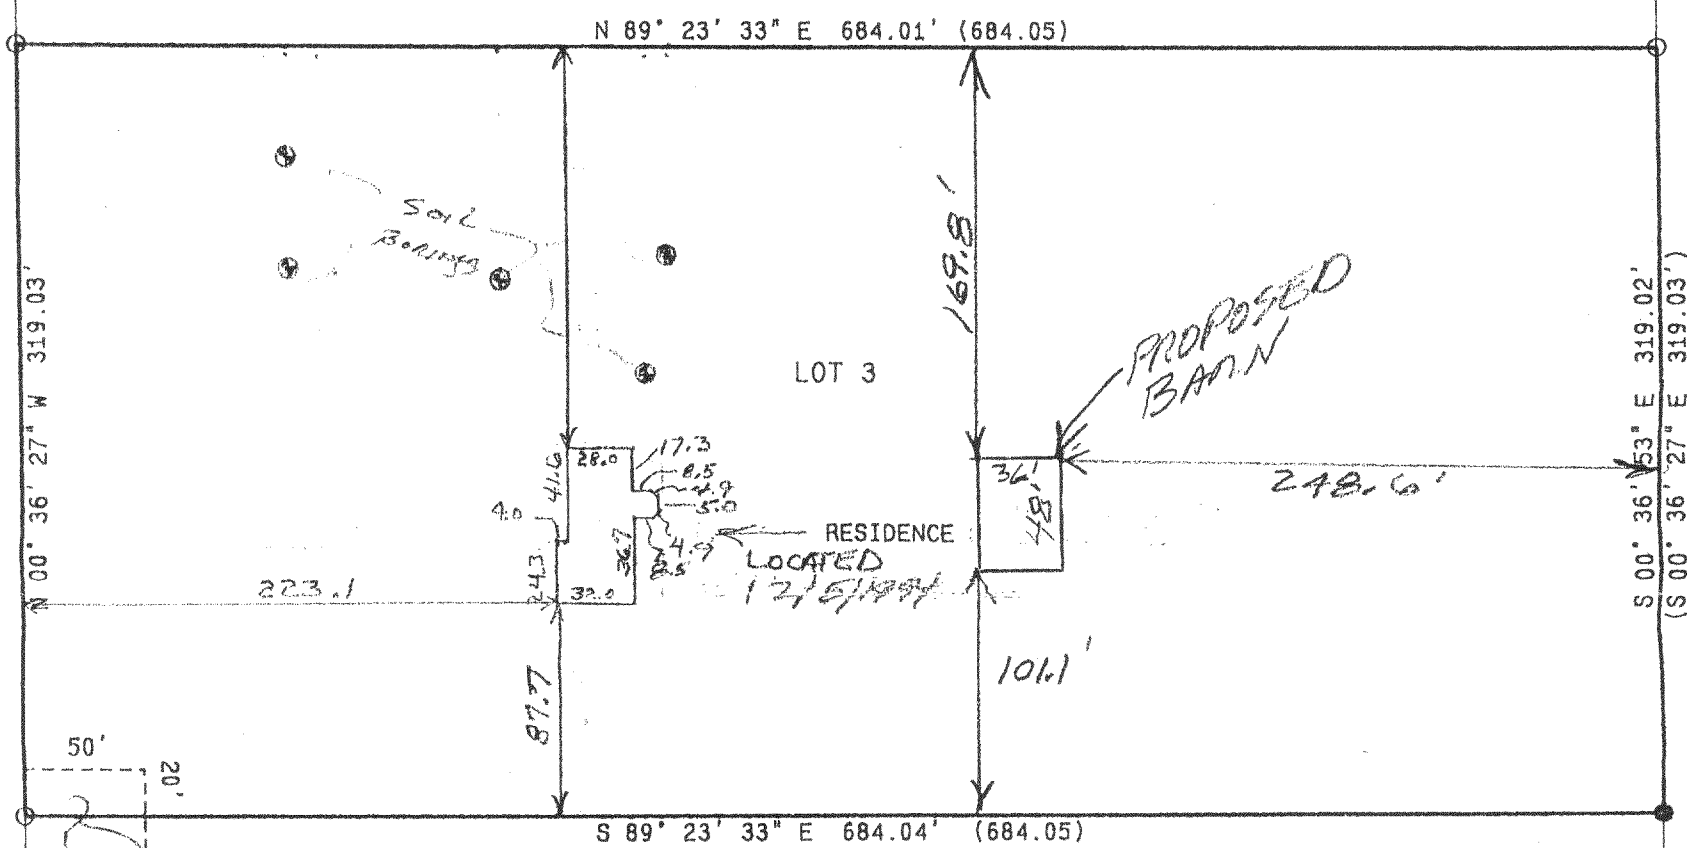 N 89° 23' 33" E 684.01' (684.05)
Soil
Borings
169.8'
PROPOSED
BARN
N 00° 36' 27" W 319.03'
S 00° 36' 53" E 319.02'
(S 00° 36' 27" E 319.03')
LOT 3
28.0
17.3
41.6
8.5
4.9
5.0
4.0
36'
48'
248.6'
RESIDENCE
LOCATED
4.9
8.5
36.7
24.3
32.0
223.1
87.7
101.1'
50'
20'
S 89° 23' 33" E 684.04' (684.05)